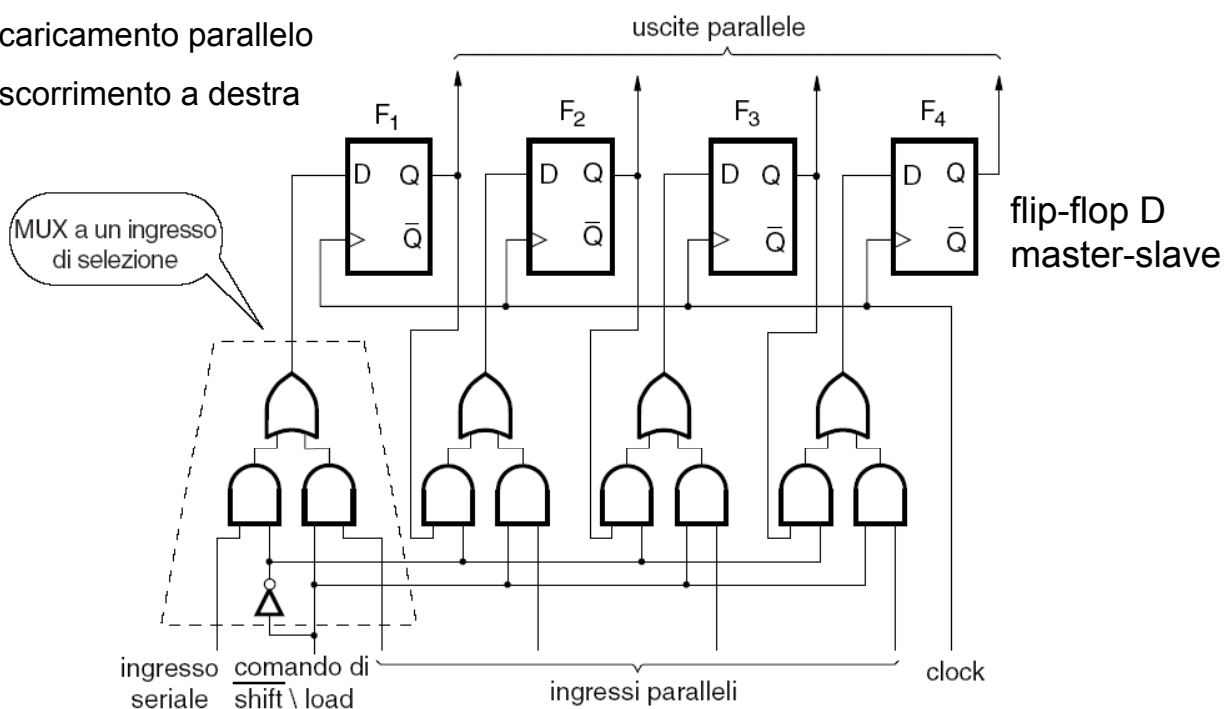 caricamento parallelo
scorrimento a destra
uscite parallele
F1
F2
F3
F4
D Q
Q̅
D Q
Q̅
D Q
Q̅
D Q
Q̅
flip-flop D
master-slave
MUX a un ingresso
di selezione
ingresso
seriale
comando di
s̅h̅i̅f̅t̅ \ load
ingressi paralleli
clock